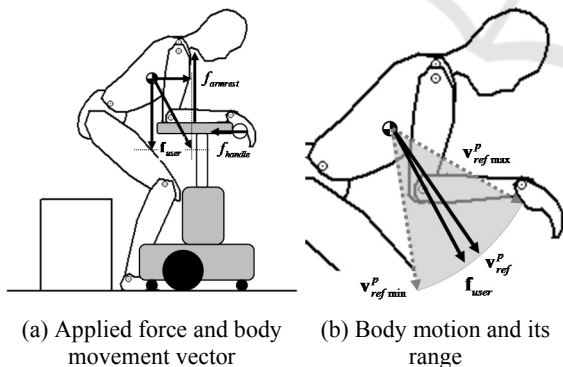 f_armrest
f_user
f_handle
v^p_ref max
v^p_ref
f_user
v^p_ref min
(a) Applied force and body
movement vector
(b) Body motion and its
range